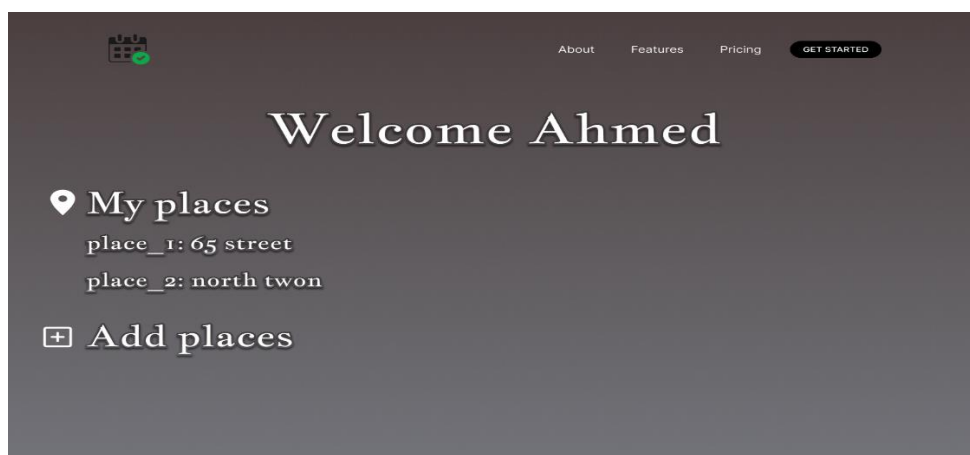 About Features Pricing GET STARTED
Welcome Ahmed
My places
place_1: 65 street
place_2: north twon
Add places